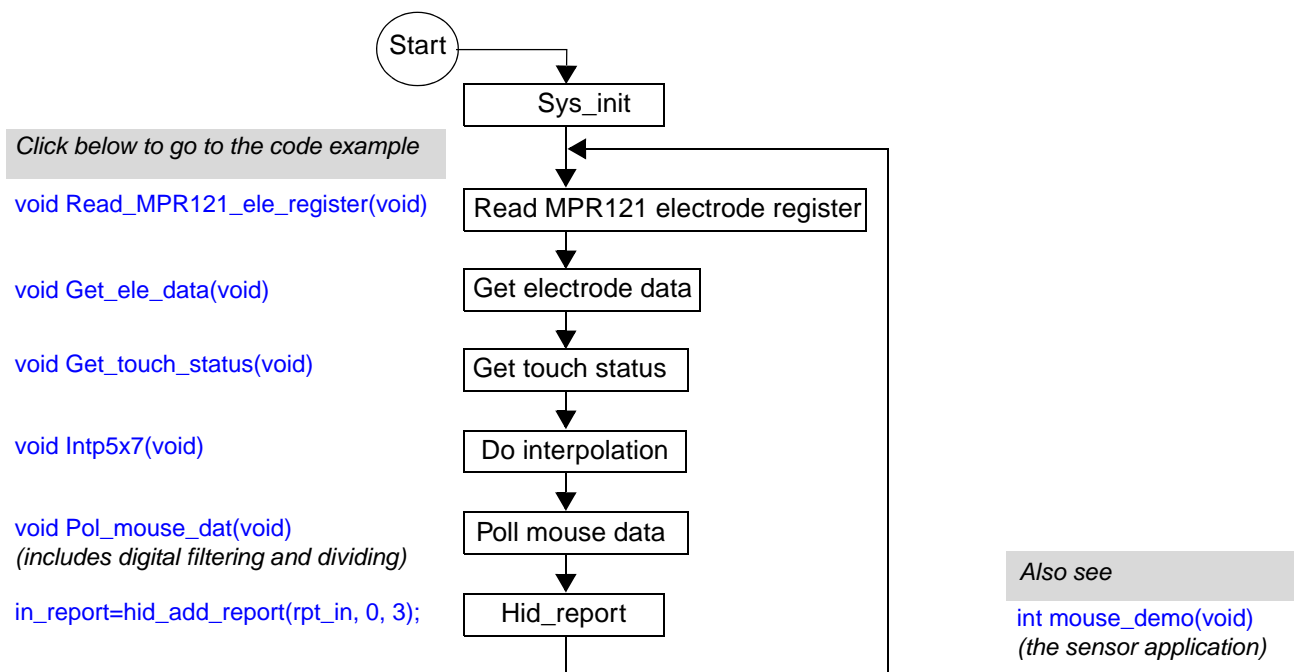 Start
Sys_init
Click below to go to the code example
void Read_MPR121_ele_register(void)
Read MPR121 electrode register
void Get_ele_data(void)
Get electrode data
void Get_touch_status(void)
Get touch status
void Intp5x7(void)
Do interpolation
void Pol_mouse_dat(void)
(includes digital filtering and dividing)
Poll mouse data
in_report=hid_add_report(rpt_in, 0, 3);
Hid_report
Also see
int mouse_demo(void)
(the sensor application)